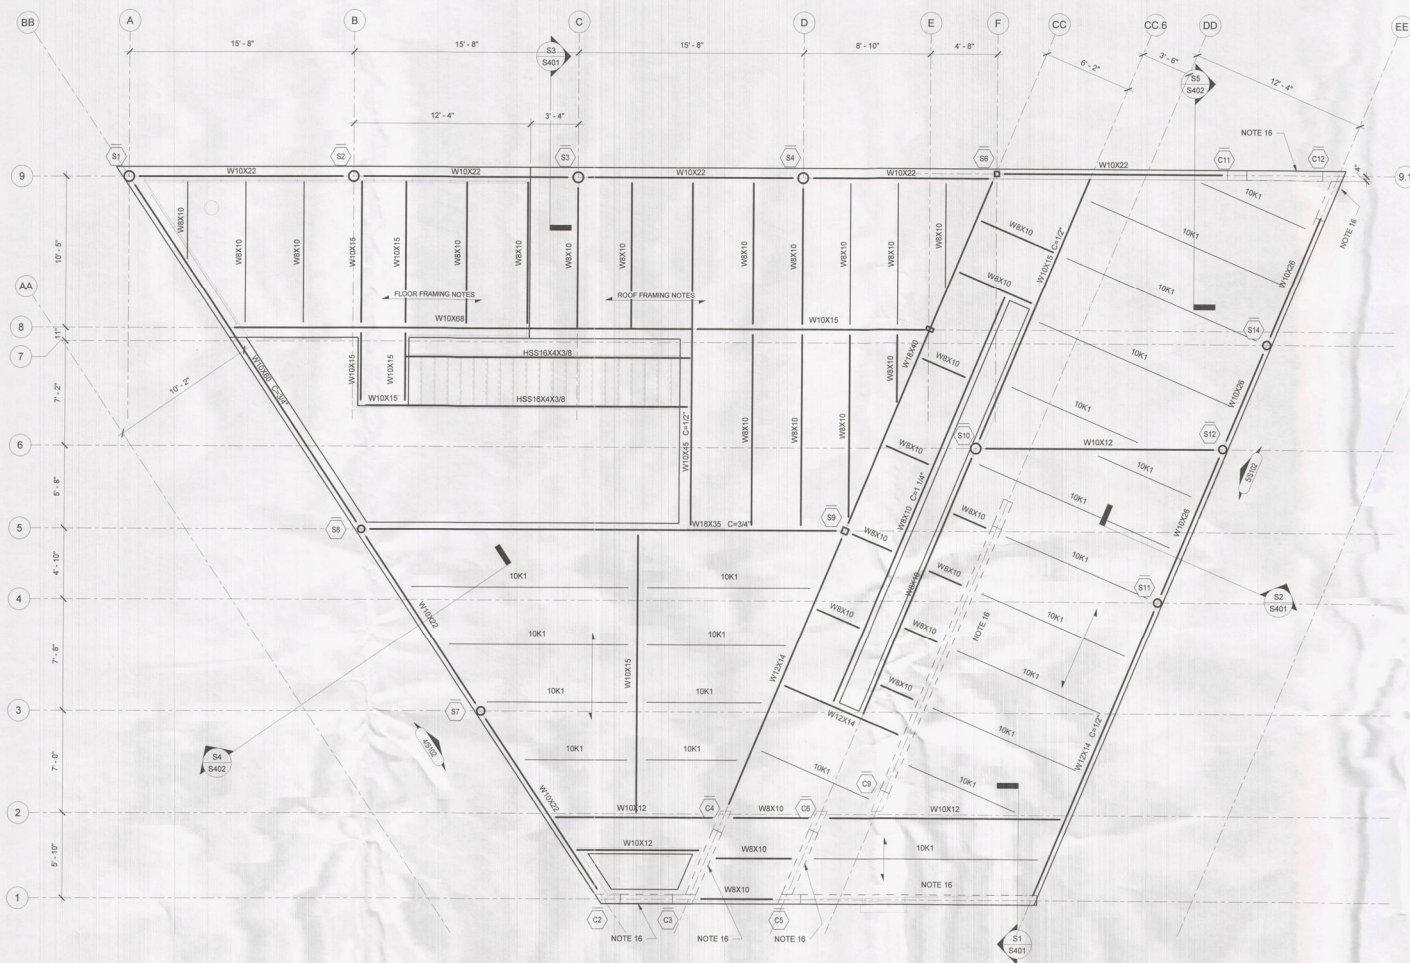 BB
A
B
C
D
E
F
CC
CC.6
DD
EE
15' - 8"
15' - 8"
15' - 8"
8' - 10"
4' - 8"
6' - 2"
3' - 6"
12' - 4"
S3
S401
S5
S402
12' - 4"
3' - 4"
NOTE 16
S1
S2
S3
S4
S6
C11
C12
9
W10X22
W10X22
W10X22
W10X22
W10X22
4"
9.1
10K1
NOTE 16
10' - 5"
W8X10
W8X10
W8X10
W10X15
W10X15
W8X10
W8X10
W8X10
W8X10
W8X10
W8X10
W8X10
W8X10
W8X10
W10X15 C=1/2"
10K1
10K1
W10X26
AA
FLOOR FRAMING NOTES
ROOF FRAMING NOTES
W8X10
8
W10X68
W10X15
S14
11"
7
W10X60 C=3/4"
10' - 2"
W10X15
W10X15
HSS16X4X3/8
W8X10
W18X40
W8X10
10K1
7' - 2"
W10X15
HSS16X4X3/8
W10X26
10K1
W10X45 C=1/2"
W8X10
W8X10
W8X10
S10
W10X12
S12
6
W8X10
W8X10 C=1 1/4"
10K1
5/S102
5' - 8"
10K1
W10X26
5
S8
W18X35 C=3/4"
S9
W8X10
W8X10
10K1
4' - 10"
10K1
10K1
W8X10
S11
S2
S401
4
W10X22
W8X10
10K1
W8X10
NOTE 16
7' - 8"
10K1
10K1
W10X15
W12X14
10K1
10K1
10K1
W8X10
3
S7
W12X14
10K1
W12X14 C=1/2"
4/S102
S4
S402
7' - 0"
10K1
10K1
10K1
C9
10K1
W10X22
2
W10X12
C4
W8X10
C6
W10X12
5' - 10"
W10X12
W8X10
10K1
W8X10
NOTE 16
1
C2
C3
C5
NOTE 16
NOTE 16
NOTE 16
S1
S401